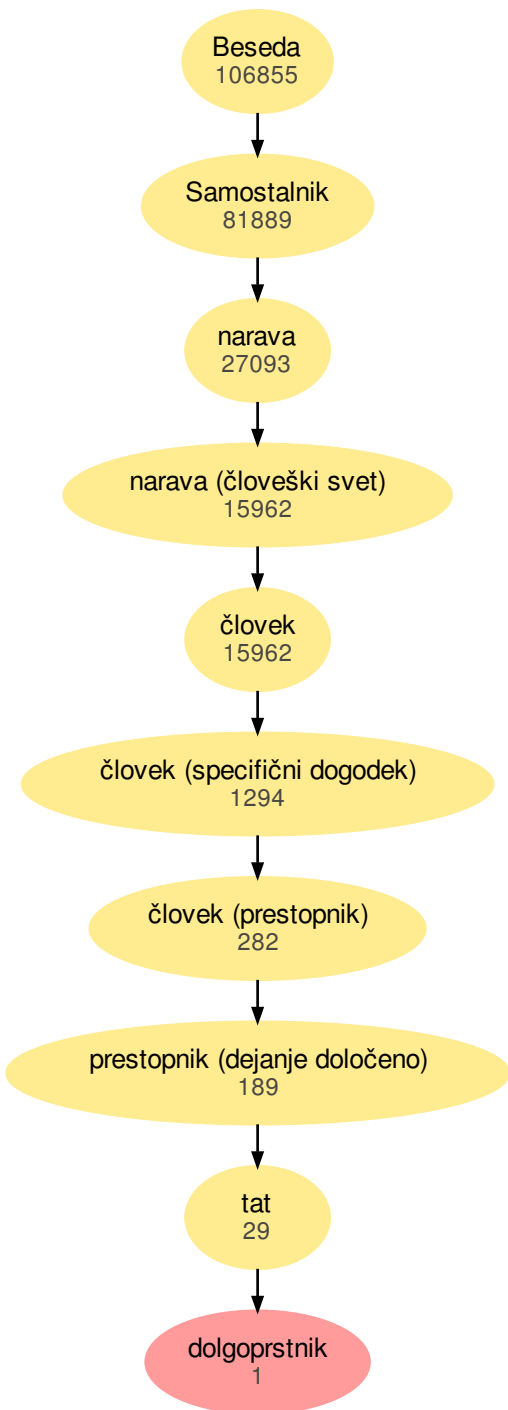 Beseda
106855
Samostalnik
81889
narava
27093
narava (človeški svet)
15962
človek
15962
človek (specifični dogodek)
1294
človek (prestopnik)
282
prestopnik (dejanje določeno)
189
tat
29
dolgoprstnik
1